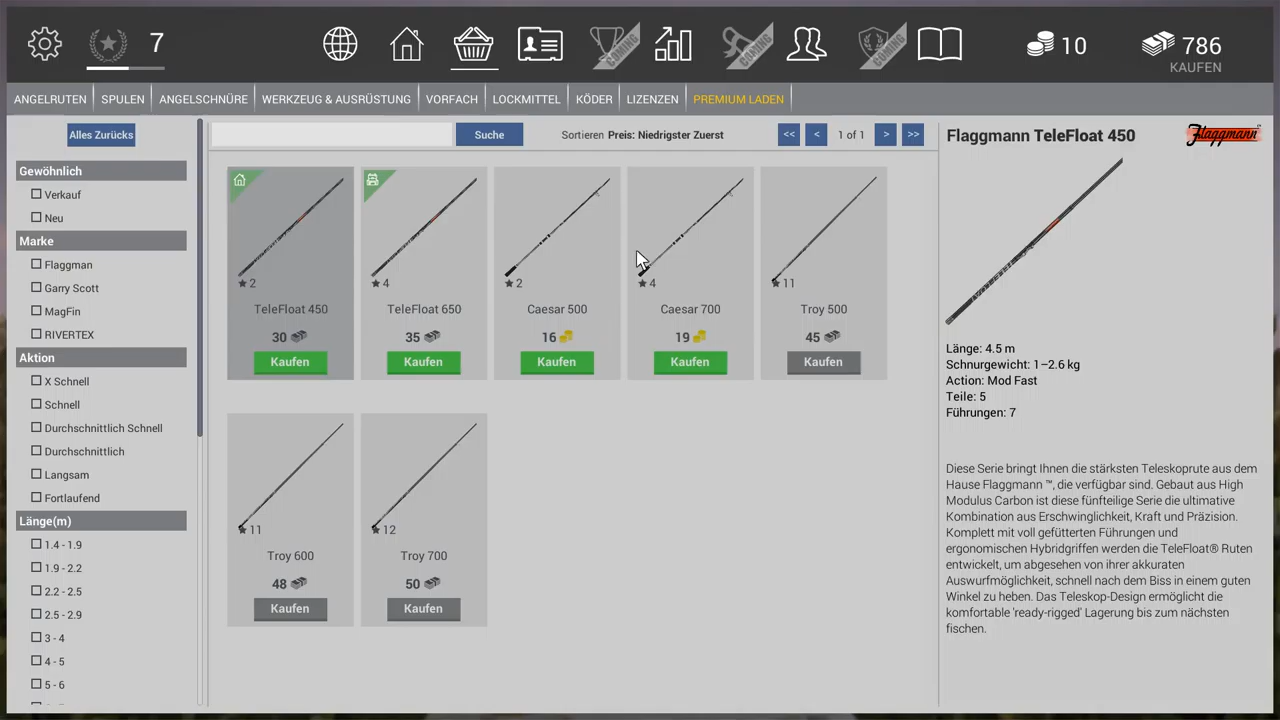 7
COMING
COMING
COMING
10
786
KAUFEN
ANGELRUTEN
SPULEN
ANGELSCHNÜRE
WERKZEUG & AUSRÜSTUNG
VORFACH
LOCKMITTEL
KÖDER
LIZENZEN
PREMIUM LADEN
Alles Zurücks
Suche
Sortieren Preis: Niedrigster Zuerst
<<
<
1 of 1
>
>>
Gewöhnlich
Verkauf
Neu
Marke
Flaggman
Garry Scott
MagFin
RIVERTEX
Aktion
X Schnell
Schnell
Durchschnittlich Schnell
Durchschnittlich
Langsam
Fortlaufend
Länge(m)
1.4 - 1.9
1.9 - 2.2
2.2 - 2.5
2.5 - 2.9
3 - 4
4 - 5
5 - 6
2
TeleFloat 450
30
Kaufen
4
TeleFloat 650
35
Kaufen
2
Caesar 500
16
Kaufen
4
Caesar 700
19
Kaufen
11
Troy 500
45
Kaufen
11
Troy 600
48
Kaufen
12
Troy 700
50
Kaufen
Flaggmann TeleFloat 450
Flaggmann
Länge: 4.5 m
Schnurgewicht: 1–2.6 kg
Action: Mod Fast
Teile: 5
Führungen: 7
Diese Serie bringt Ihnen die stärksten Teleskoprute aus dem
Hause Flaggmann ™, die verfügbar sind. Gebaut aus High
Modulus Carbon ist diese fünfteilige Serie die ultimative
Kombination aus Erschwinglichkeit, Kraft und Präzision.
Komplett mit voll gefütterten Führungen und
ergonomischen Hybridgriffen werden die TeleFloat® Ruten
entwickelt, um abgesehen von ihrer akkuraten
Auswurfmöglichkeit, schnell nach dem Biss in einem guten
Winkel zu heben. Das Teleskop-Design ermöglicht die
komfortable 'ready-rigged' Lagerung bis zum nächsten
fischen.